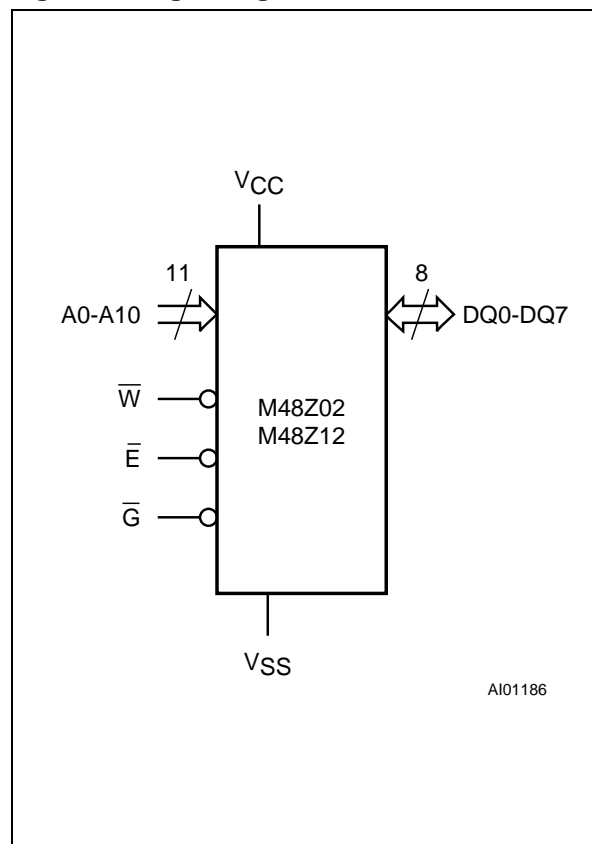 VCC
11
8
A0-A10
DQ0-DQ7
W̅
M48Z02
M48Z12
E̅
G̅
VSS
AI01186